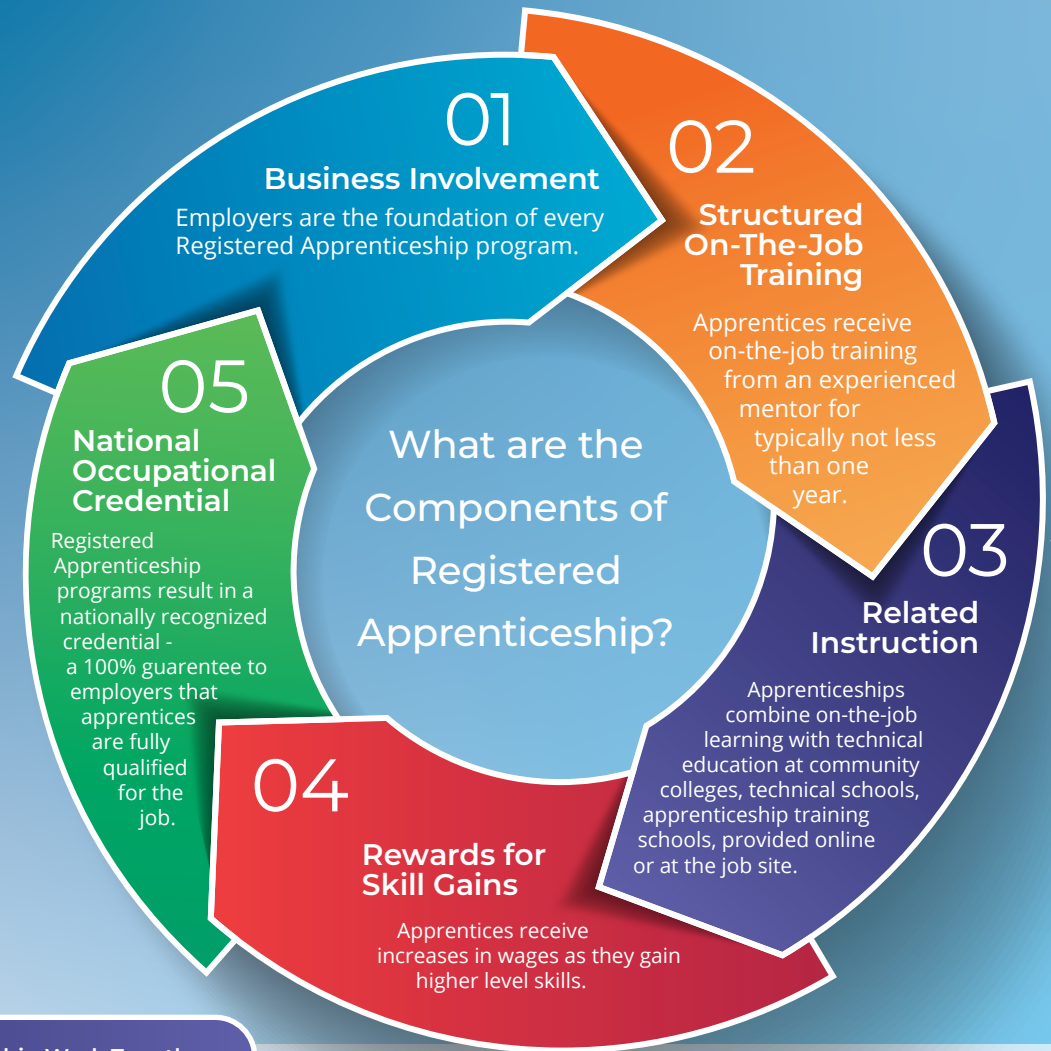 01
Business Involvement
Employers are the foundation of every
Registered Apprenticeship program.
02
Structured
On-The-Job
Training
Apprentices receive
on-the-job training
from an experienced
mentor for
typically not less
than one
year.
03
Related
Instruction
Apprenticeships
combine on-the-job
learning with technical
education at community
colleges, technical schools,
apprenticeship training
schools, provided online
or at the job site.
04
Rewards for
Skill Gains
Apprentices receive
increases in wages as they gain
higher level skills.
05
National
Occupational
Credential
Registered
Apprenticeship
programs result in a
nationally recognized
credential -
a 100% guarentee to
employers that
apprentices
are fully
qualified
for the
job.
What are the
Components of
Registered
Apprenticeship?